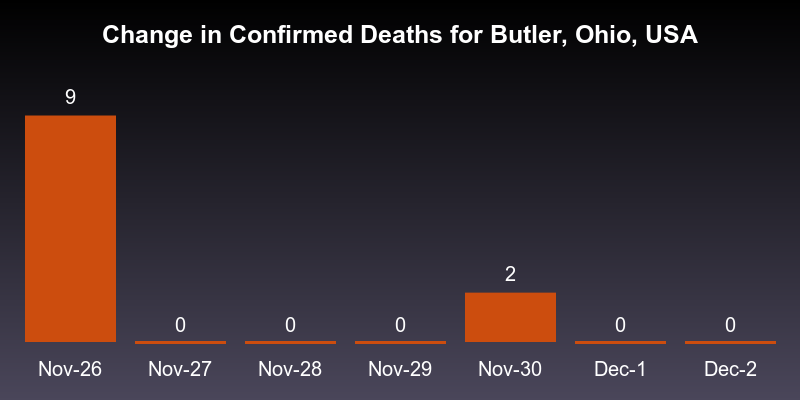 Change in Confirmed Deaths for Butler, Ohio, USA
9
0
0
0
2
0
0
Nov-26
Nov-27
Nov-28
Nov-29
Nov-30
Dec-1
Dec-2